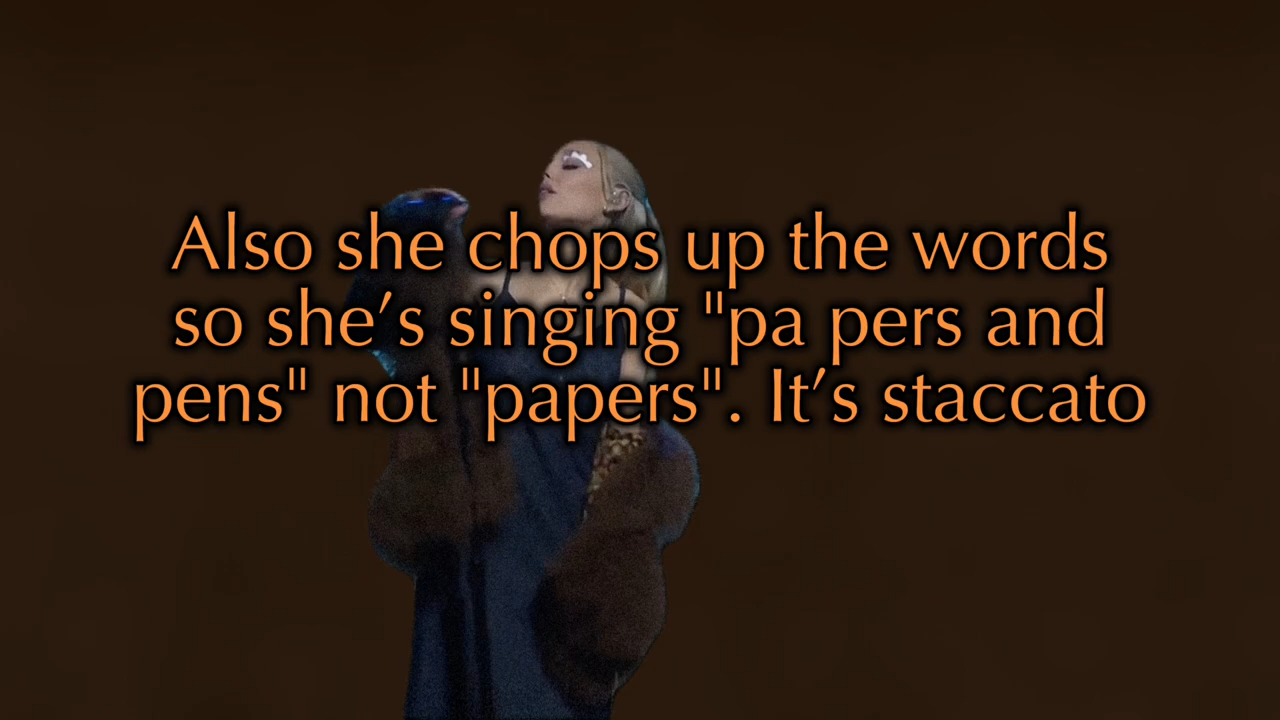 Also she chops up the words
so she’s singing "pa pers and
pens" not "papers". It’s staccato